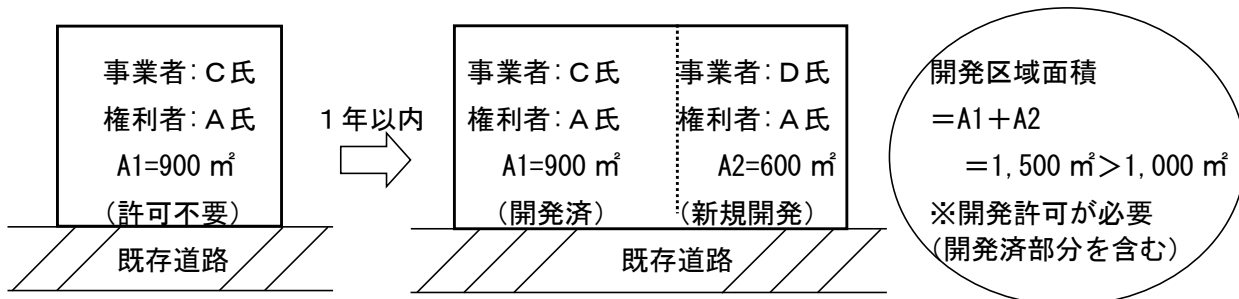 事業者：Ｃ氏
権利者：Ａ氏
A1=900 ㎡
（許可不要）
既存道路
１年以内
事業者：Ｃ氏
権利者：Ａ氏
A1=900 ㎡
（開発済）
事業者：Ｄ氏
権利者：Ａ氏
A2=600 ㎡
（新規開発）
既存道路
開発区域面積
＝A1＋A2
＝1,500 ㎡＞1,000 ㎡
※開発許可が必要
（開発済部分を含む）